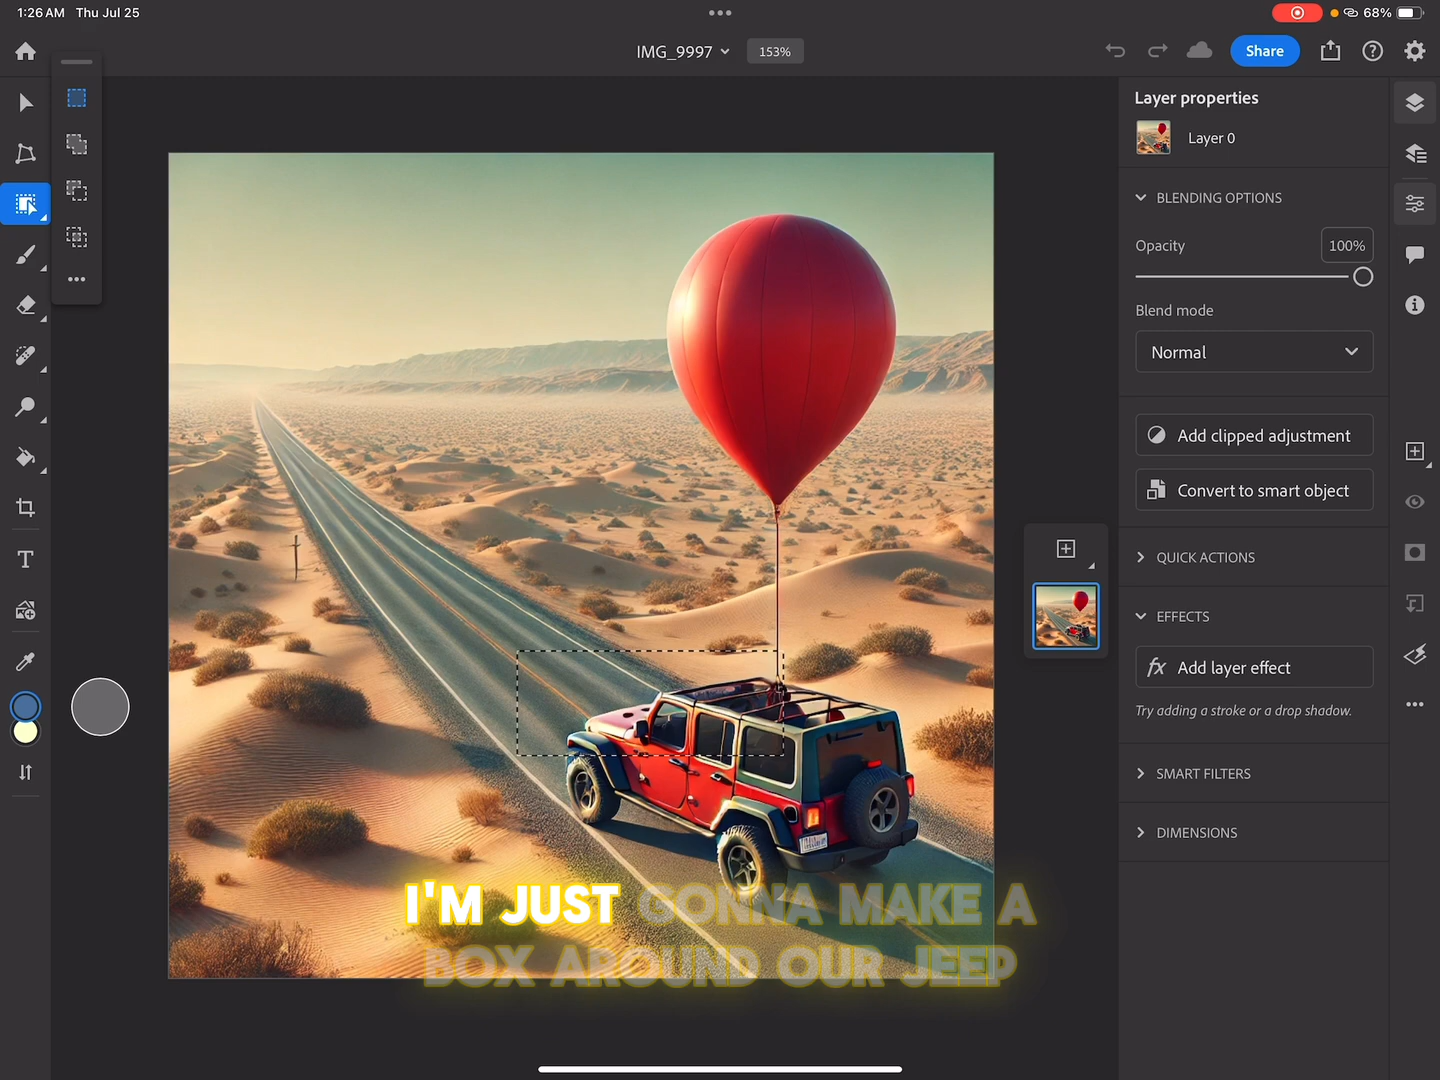 1:26 AM Thu Jul 25
68%
IMG_9997
153%
Share
Layer properties
Layer 0
BLENDING OPTIONS
Opacity
100%
Blend mode
Normal
Add clipped adjustment
Convert to smart object
QUICK ACTIONS
EFFECTS
fx Add layer effect
Try adding a stroke or a drop shadow.
SMART FILTERS
DIMENSIONS
T
I'M JUST GONNA MAKE A
BOX AROUND OUR JEEP